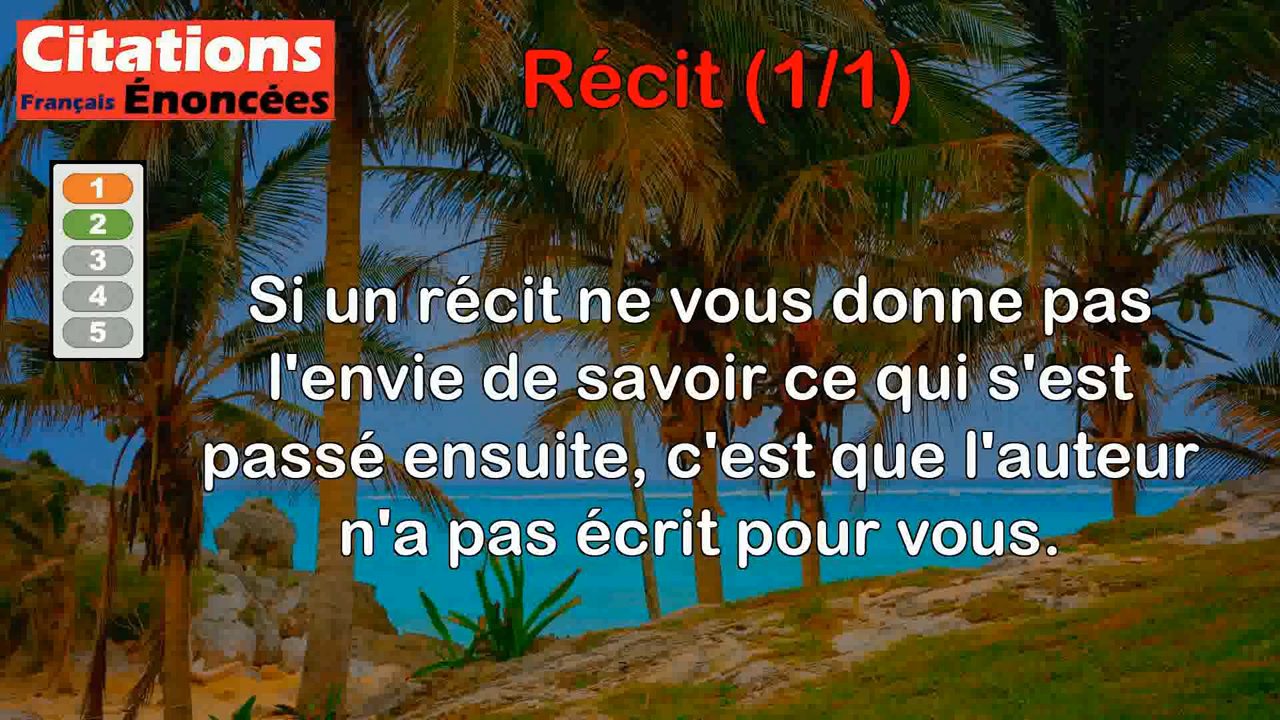 Citations
Français Énoncées
Récit (1/1)
1
2
3
4
5
Si un récit ne vous donne pas
l'envie de savoir ce qui s'est
passé ensuite, c'est que l'auteur
n'a pas écrit pour vous.